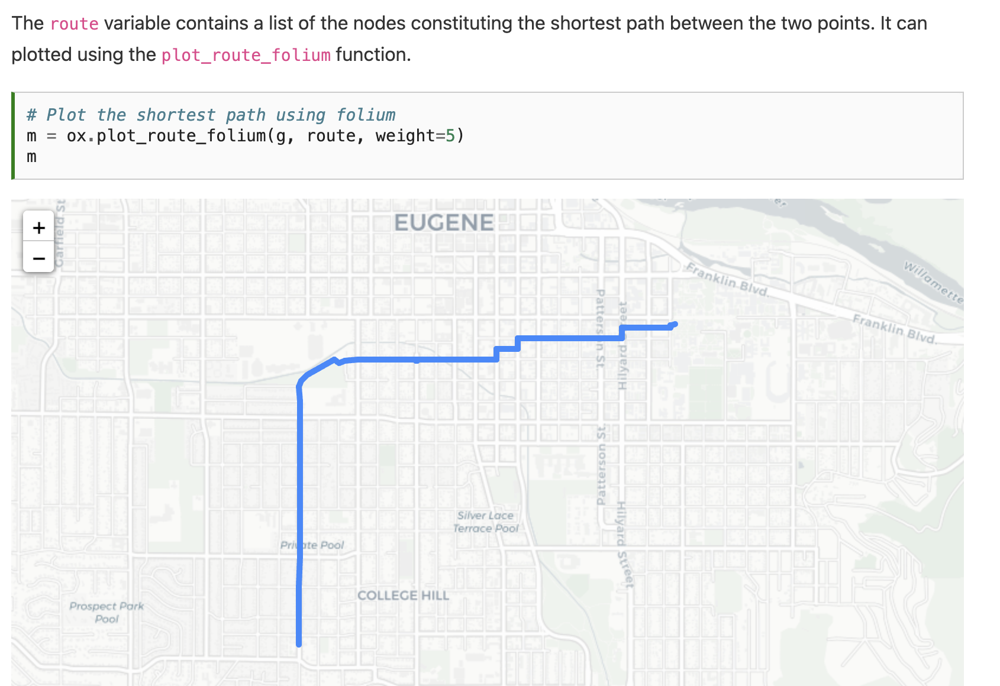 The route variable contains a list of the nodes constituting the shortest path between the two points. It can
plotted using the plot_route_folium function.
# Plot the shortest path using folium
m = ox.plot_route_folium(g, route, weight=5)
m
+
−
Garfield St
EUGENE
Willamette
Franklin Blvd.
Franklin Blvd.
Patterson St
Hilyard Street
Patterson St.
Silver Lace
Terrace Pool
Hilyard Street
Private Pool
COLLEGE HILL
Prospect Park
Pool